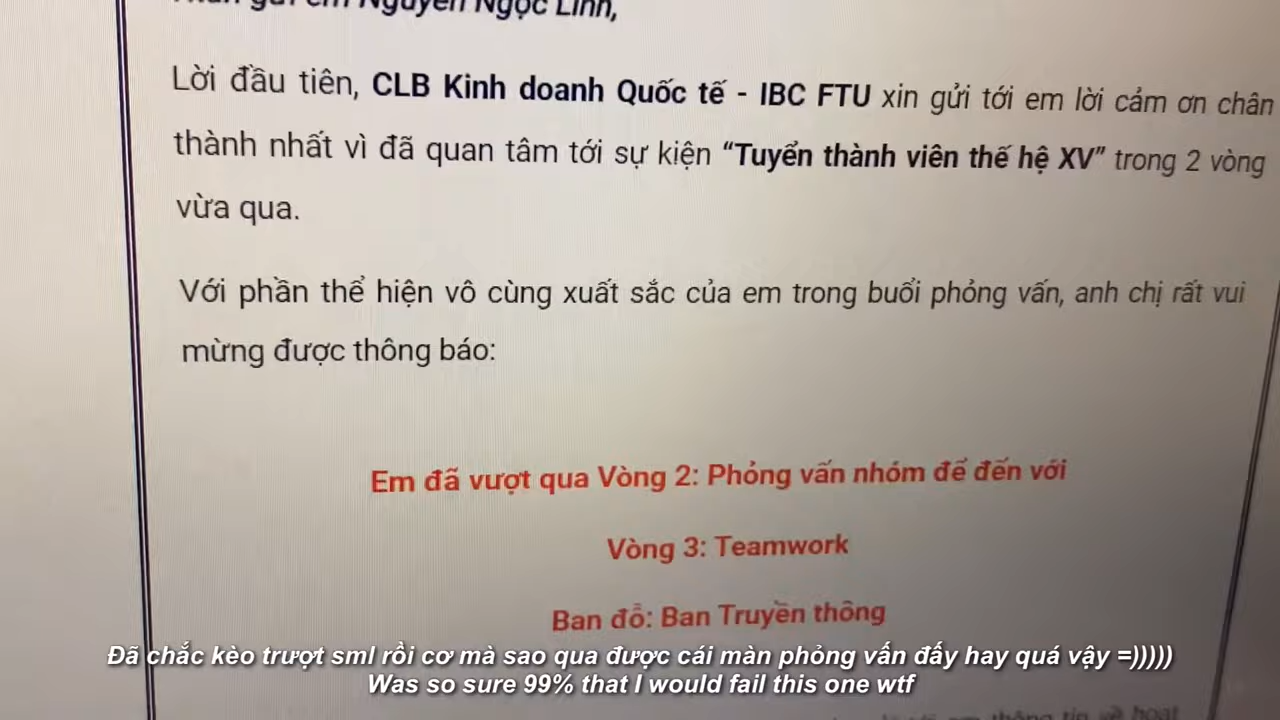 gửi em Nguyễn Ngọc Linh,
Lời đầu tiên, CLB Kinh doanh Quốc tế - IBC FTU xin gửi tới em lời cảm ơn chân
thành nhất vì đã quan tâm tới sự kiện “Tuyển thành viên thế hệ XV” trong 2 vòng
vừa qua.
Với phần thể hiện vô cùng xuất sắc của em trong buổi phỏng vấn, anh chị rất vui
mừng được thông báo:
Em đã vượt qua Vòng 2: Phỏng vấn nhóm để đến với
Vòng 3: Teamwork
Ban đỗ: Ban Truyền thông
Đã chắc kèo trượt sml rồi cơ mà sao qua được cái màn phỏng vấn đấy hay quá vậy =)))))
Was so sure 99% that I would fail this one wtf